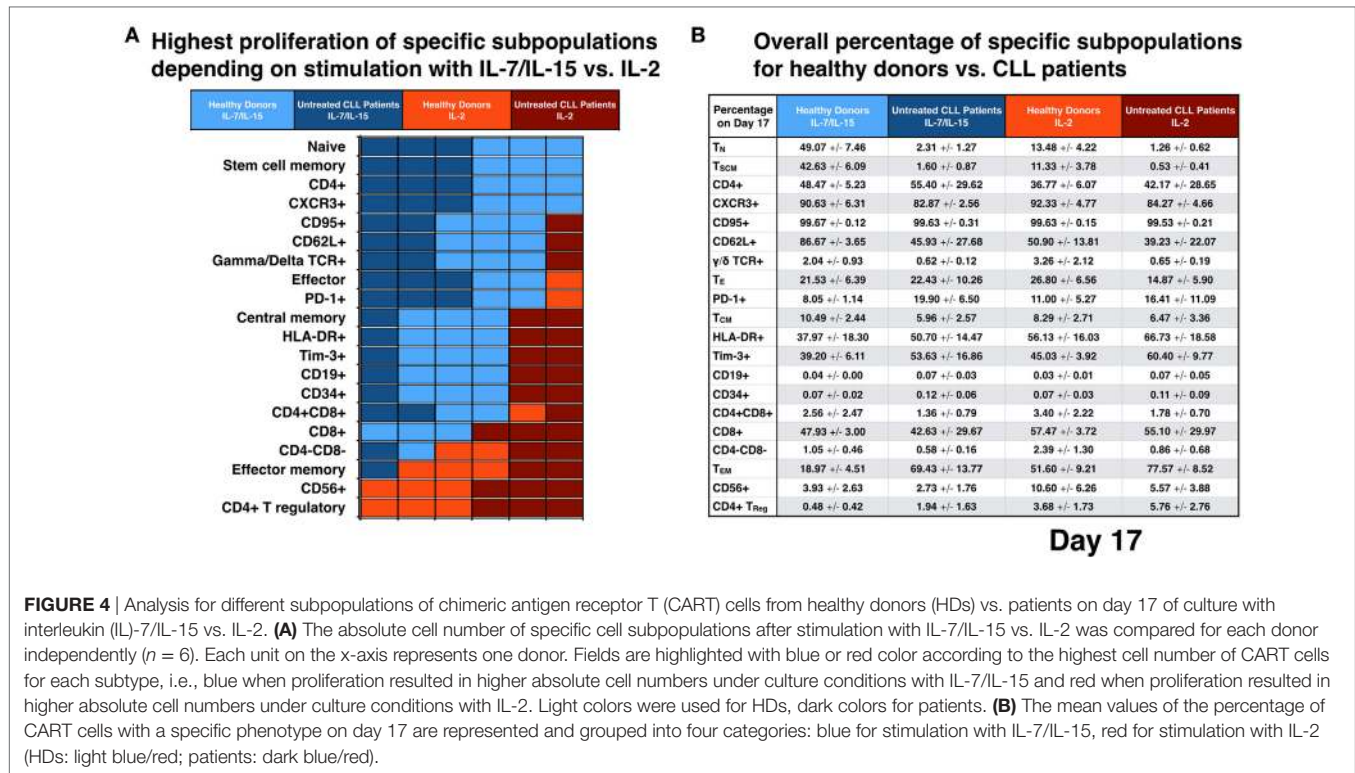 A Highest proliferation of specific subpopulations
depending on stimulation with IL-7/IL-15 vs. IL-2
Healthy Donors IL-7/IL-15 Untreated CLL Patients IL-7/IL-15 Healthy Donors IL-2 Untreated CLL Patients IL-2
Naive
Stem cell memory
CD4+
CXCR3+
CD95+
CD62L+
Gamma/Delta TCR+
Effector
PD-1+
Central memory
HLA-DR+
Tim-3+
CD19+
CD34+
CD4+CD8+
CD8+
CD4-CD8-
Effector memory
CD56+
CD4+ T regulatory
B Overall percentage of specific subpopulations
for healthy donors vs. CLL patients
Percentage on Day 17 Healthy Donors IL-7/IL-15 Untreated CLL Patients IL-7/IL-15 Healthy Donors IL-2 Untreated CLL Patients IL-2
TN 49.07 +/- 7.46 2.31 +/- 1.27 13.48 +/- 4.22 1.26 +/- 0.62
TSCM 42.63 +/- 6.09 1.60 +/- 0.87 11.33 +/- 3.78 0.53 +/- 0.41
CD4+ 48.47 +/- 5.23 55.40 +/- 29.62 36.77 +/- 6.07 42.17 +/- 28.65
CXCR3+ 90.63 +/- 6.31 82.87 +/- 2.56 92.33 +/- 4.77 84.27 +/- 4.66
CD95+ 99.67 +/- 0.12 99.63 +/- 0.31 99.63 +/- 0.15 99.53 +/- 0.21
CD62L+ 86.67 +/- 3.65 45.93 +/- 27.68 50.90 +/- 13.81 39.23 +/- 22.07
γ/δ TCR+ 2.04 +/- 0.93 0.62 +/- 0.12 3.26 +/- 2.12 0.65 +/- 0.19
TE 21.53 +/- 6.39 22.43 +/- 10.26 26.80 +/- 6.56 14.87 +/- 5.90
PD-1+ 8.05 +/- 1.14 19.90 +/- 6.50 11.00 +/- 5.27 16.41 +/- 11.09
TCM 10.49 +/- 2.44 5.96 +/- 2.57 8.29 +/- 2.71 6.47 +/- 3.36
HLA-DR+ 37.97 +/- 18.30 50.70 +/- 14.47 56.13 +/- 16.03 66.73 +/- 18.58
Tim-3+ 39.20 +/- 6.11 53.63 +/- 16.86 45.03 +/- 3.92 60.40 +/- 9.77
CD19+ 0.04 +/- 0.00 0.07 +/- 0.03 0.03 +/- 0.01 0.07 +/- 0.05
CD34+ 0.07 +/- 0.02 0.12 +/- 0.06 0.07 +/- 0.03 0.11 +/- 0.09
CD4+CD8+ 2.56 +/- 2.47 1.36 +/- 0.79 3.40 +/- 2.22 1.78 +/- 0.70
CD8+ 47.93 +/- 3.00 42.63 +/- 29.67 57.47 +/- 3.72 55.10 +/- 29.97
CD4-CD8- 1.05 +/- 0.46 0.58 +/- 0.16 2.39 +/- 1.30 0.86 +/- 0.68
TEM 18.97 +/- 4.51 69.43 +/- 13.77 51.60 +/- 9.21 77.57 +/- 8.52
CD56+ 3.93 +/- 2.63 2.73 +/- 1.76 10.60 +/- 6.26 5.57 +/- 3.88
CD4+ TReg 0.48 +/- 0.42 1.94 +/- 1.63 3.68 +/- 1.73 5.76 +/- 2.76
Day 17
FIGURE 4 | Analysis for different subpopulations of chimeric antigen receptor T (CART) cells from healthy donors (HDs) vs. patients on day 17 of culture with
interleukin (IL)-7/IL-15 vs. IL-2. (A) The absolute cell number of specific cell subpopulations after stimulation with IL-7/IL-15 vs. IL-2 was compared for each donor
independently (n = 6). Each unit on the x-axis represents one donor. Fields are highlighted with blue or red color according to the highest cell number of CART cells
for each subtype, i.e., blue when proliferation resulted in higher absolute cell numbers under culture conditions with IL-7/IL-15 and red when proliferation resulted in
higher absolute cell numbers under culture conditions with IL-2. Light colors were used for HDs, dark colors for patients. (B) The mean values of the percentage of
CART cells with a specific phenotype on day 17 are represented and grouped into four categories: blue for stimulation with IL-7/IL-15, red for stimulation with IL-2
(HDs: light blue/red; patients: dark blue/red).